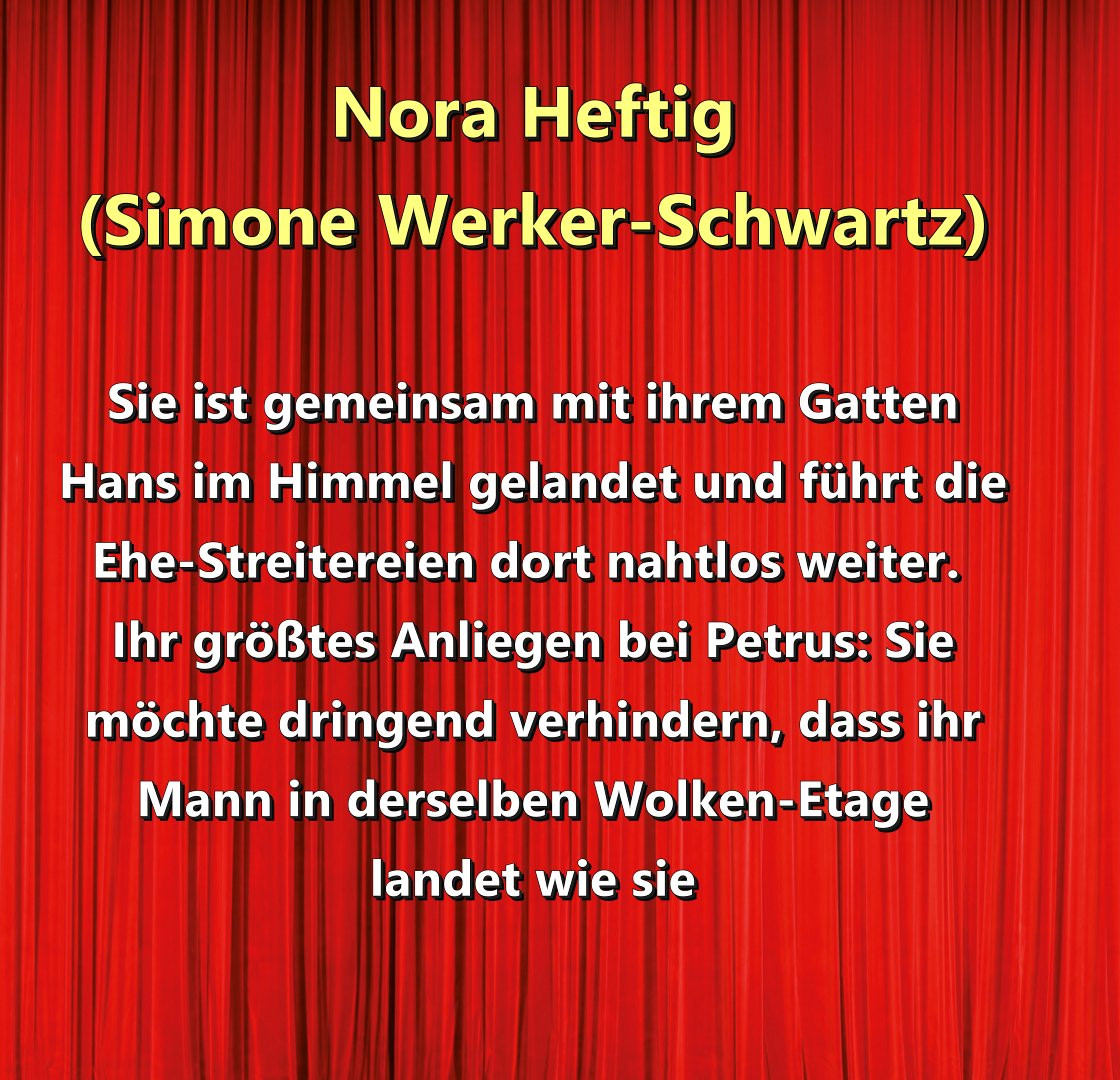 Nora Heftig
(Simone Werker-Schwartz)
Sie ist gemeinsam mit ihrem Gatten
Hans im Himmel gelandet und führt die
Ehe-Streitereien dort nahtlos weiter.
Ihr größtes Anliegen bei Petrus: Sie
möchte dringend verhindern, dass ihr
Mann in derselben Wolken-Etage
landet wie sie